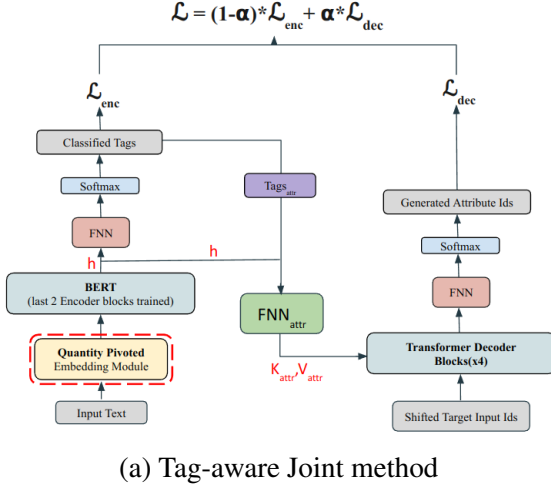 ℒ = (1-α)*ℒenc + α*ℒdec
ℒenc
ℒdec
Classified Tags
Tagsattr
Generated Attribute Ids
Softmax
Softmax
FNN
FNN
h
h
BERT
(last 2 Encoder blocks trained)
FNNattr
Transformer Decoder
Blocks(x4)
Quantity Pivoted
Embedding Module
Kattr,Vattr
Input Text
Shifted Target Input Ids
(a) Tag-aware Joint method